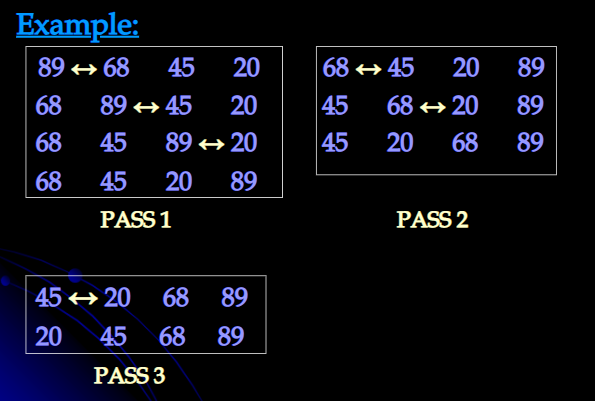 Example:
89 ↔ 68 45 20
68 89 ↔ 45 20
68 45 89 ↔ 20
68 45 20 89
PASS 1
68 ↔ 45 20 89
45 68 ↔ 20 89
45 20 68 89
PASS 2
45 ↔ 20 68 89
20 45 68 89
PASS 3